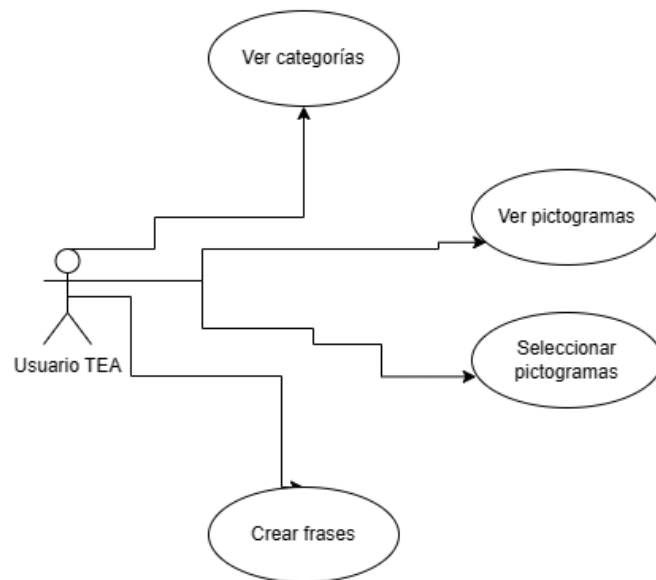 Ver categorías
Ver pictogramas
Usuario TEA
Seleccionar
pictogramas
Crear frases